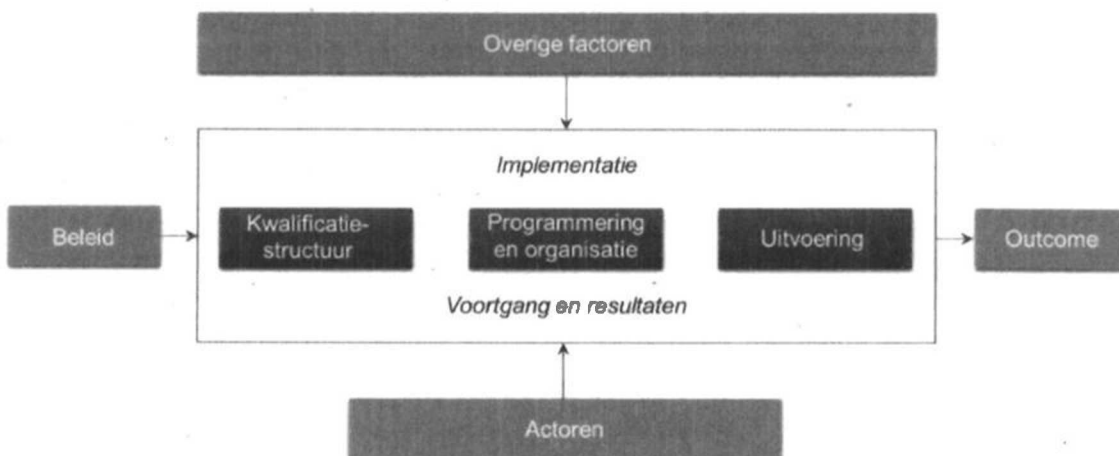 Overige factoren
Implementatie
Beleid
Kwalificatie-
structuur
Programmering
en organisatie
Uitvoering
Outcome
Voortgang en resultaten
Actoren